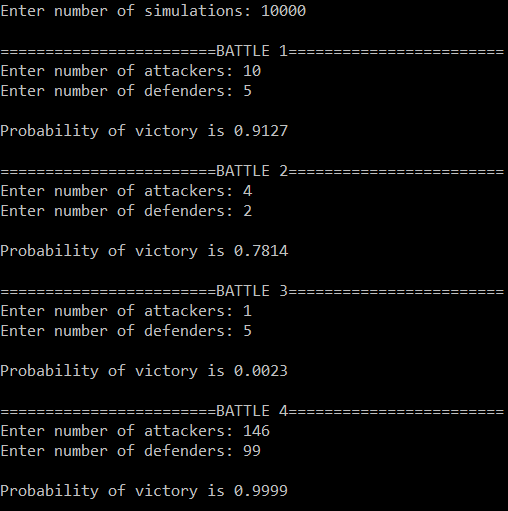 Enter number of simulations: 10000
========================BATTLE 1========================
Enter number of attackers: 10
Enter number of defenders: 5
Probability of victory is 0.9127
========================BATTLE 2========================
Enter number of attackers: 4
Enter number of defenders: 2
Probability of victory is 0.7814
========================BATTLE 3========================
Enter number of attackers: 1
Enter number of defenders: 5
Probability of victory is 0.0023
========================BATTLE 4========================
Enter number of attackers: 146
Enter number of defenders: 99
Probability of victory is 0.9999